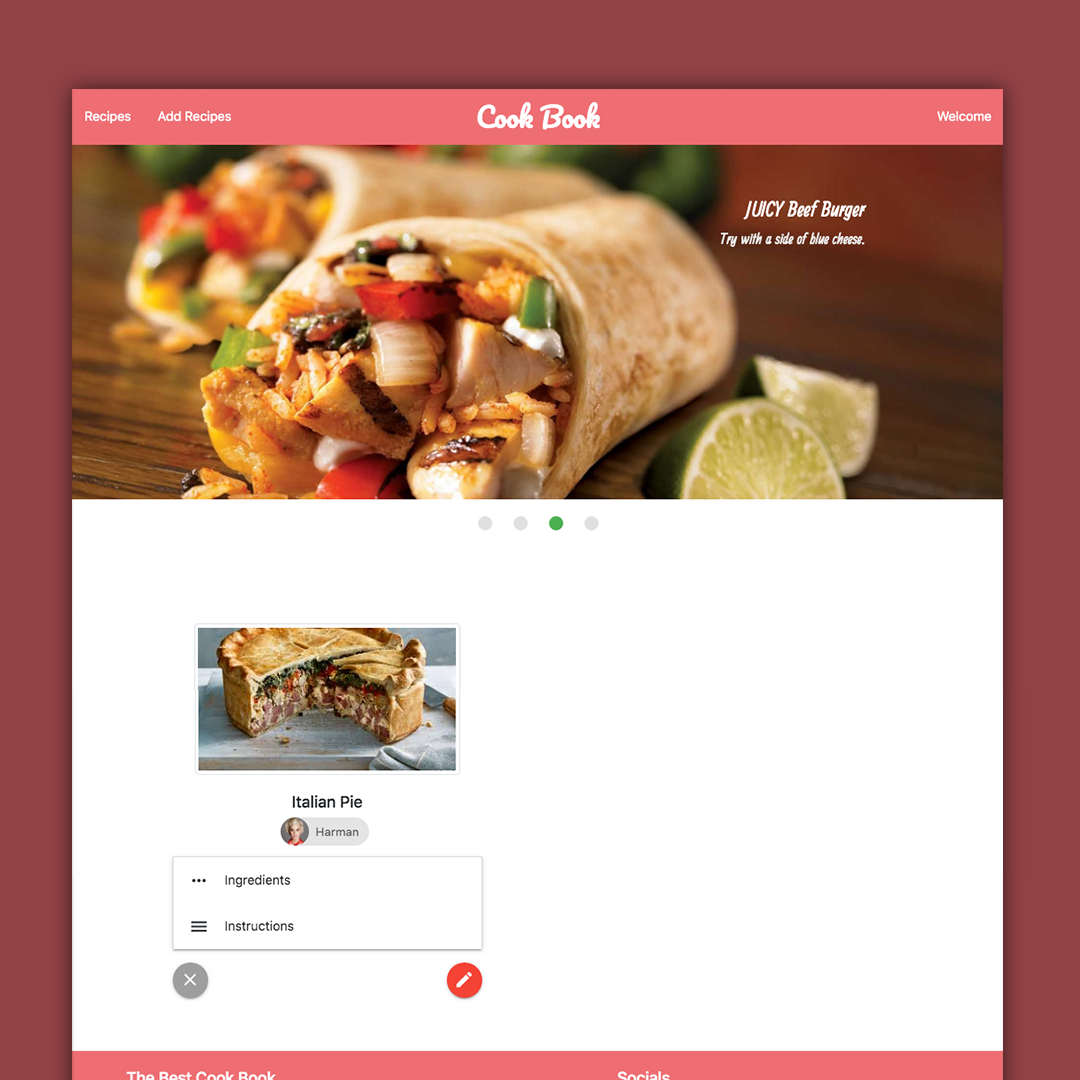 Recipes
Add Recipes
Cook Book
Welcome
JUICY Beef Burger
Try with a side of blue cheese.
Italian Pie
Harman
Ingredients
Instructions
The Best Cook Book
Socials